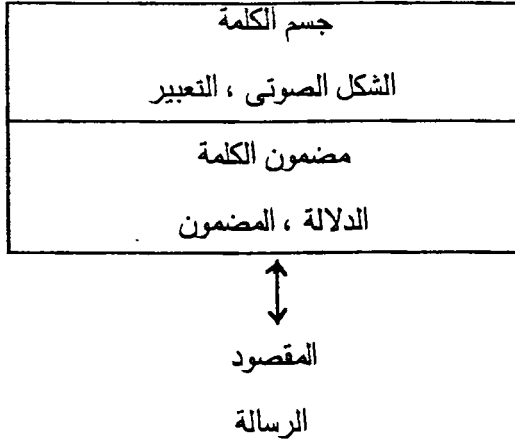 جسم الكلمة
الشكل الصوتى ، التعبير
مضمون الكلمة
الدلالة ، المضمون
المقصود
الرسالة